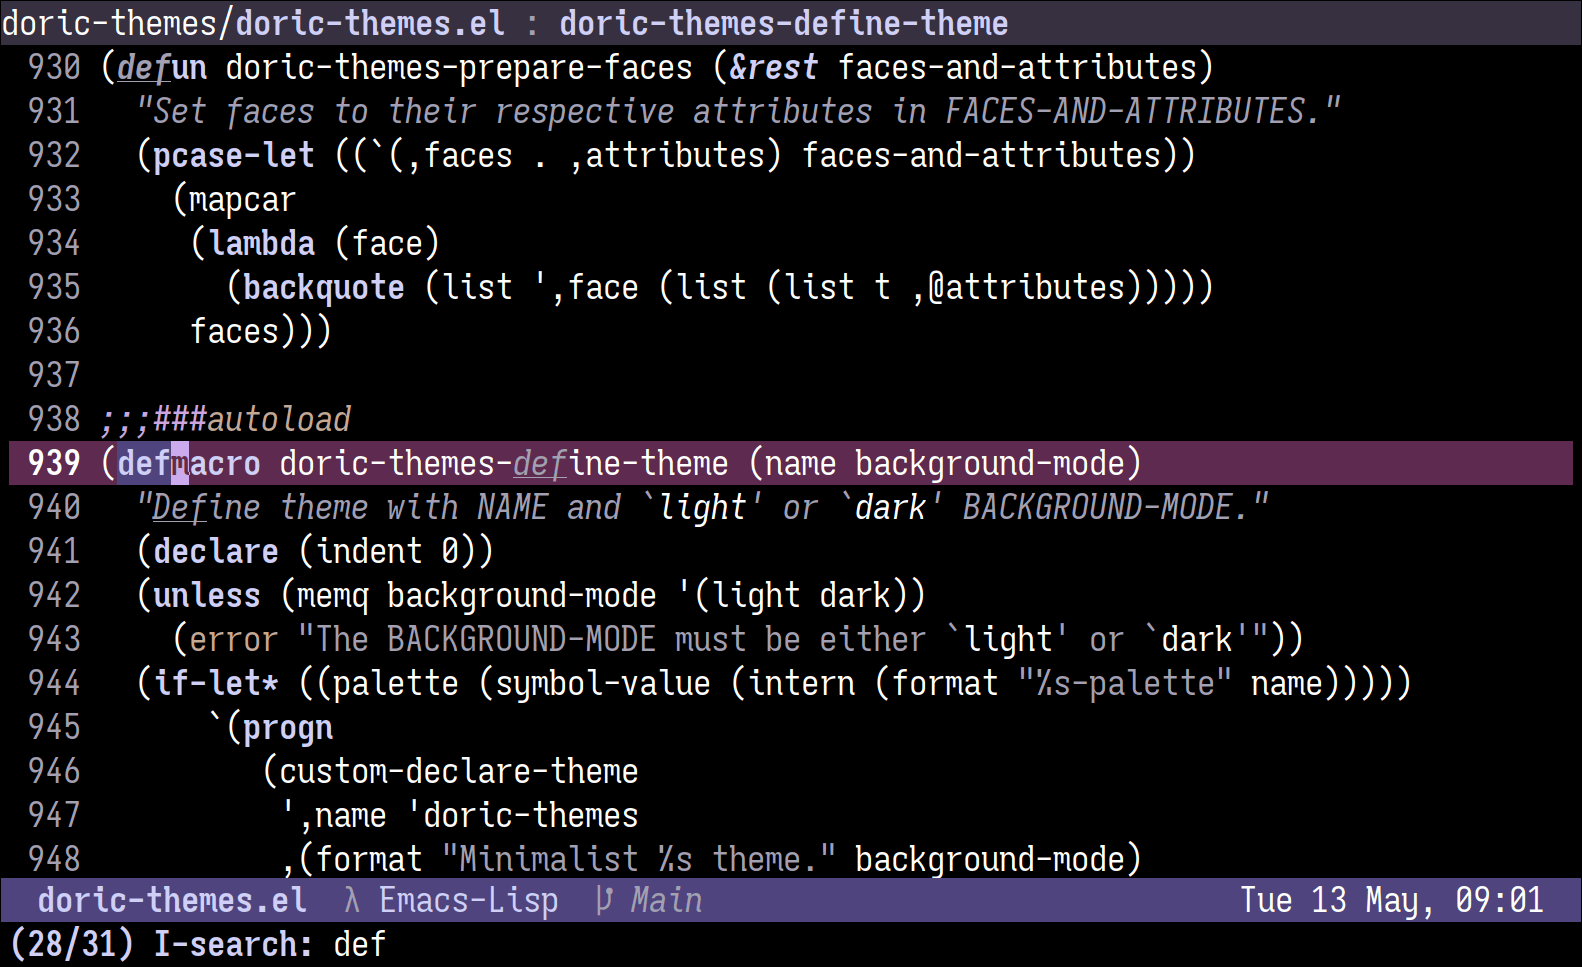 doric-themes/doric-themes.el : doric-themes-define-theme
930 (defun doric-themes-prepare-faces (&rest faces-and-attributes)
931   "Set faces to their respective attributes in FACES-AND-ATTRIBUTES."
932   (pcase-let ((`(,faces . ,attributes) faces-and-attributes))
933     (mapcar
934      (lambda (face)
935        (backquote (list ',face (list (list t ,@attributes)))))
936      faces)))
937
938 ;;;###autoload
939 (defmacro doric-themes-define-theme (name background-mode)
940   "Define theme with NAME and `light' or `dark' BACKGROUND-MODE."
941   (declare (indent 0))
942   (unless (memq background-mode '(light dark))
943     (error "The BACKGROUND-MODE must be either `light' or `dark'"))
944   (if-let* ((palette (symbol-value (intern (format "%s-palette" name)))))
945       `(progn
946          (custom-declare-theme
947           ',name 'doric-themes
948           ,(format "Minimalist %s theme." background-mode)
doric-themes.el λ Emacs-Lisp Main Tue 13 May, 09:01
(28/31) I-search: def